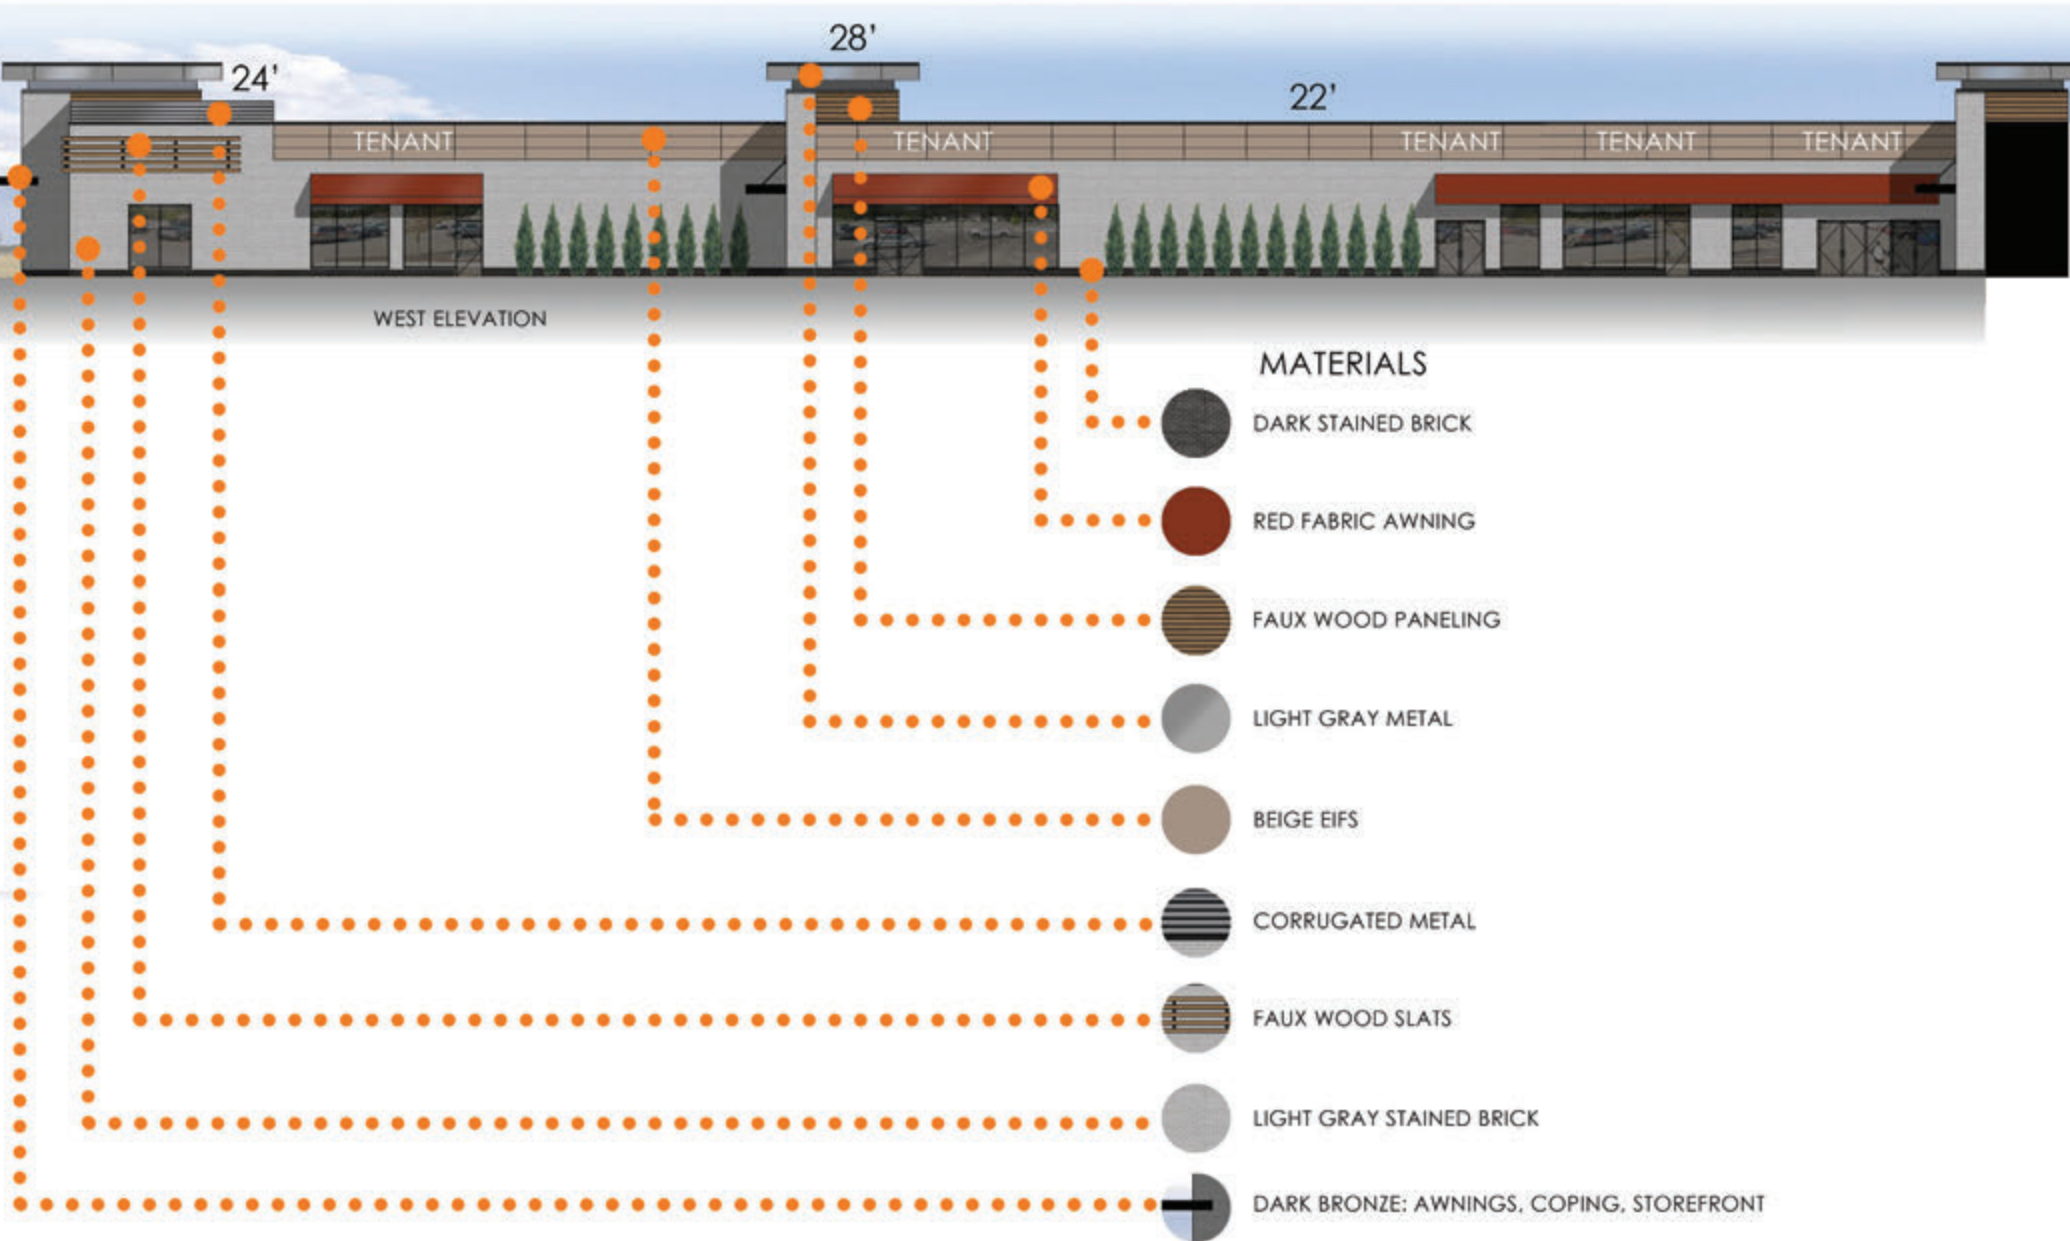 28'
24'
22'
TENANT TENANT TENANT TENANT TENANT
WEST ELEVATION
MATERIALS
DARK STAINED BRICK
RED FABRIC AWNING
FAUX WOOD PANELING
LIGHT GRAY METAL
BEIGE EIFS
CORRUGATED METAL
FAUX WOOD SLATS
LIGHT GRAY STAINED BRICK
DARK BRONZE: AWNINGS, COPING, STOREFRONT